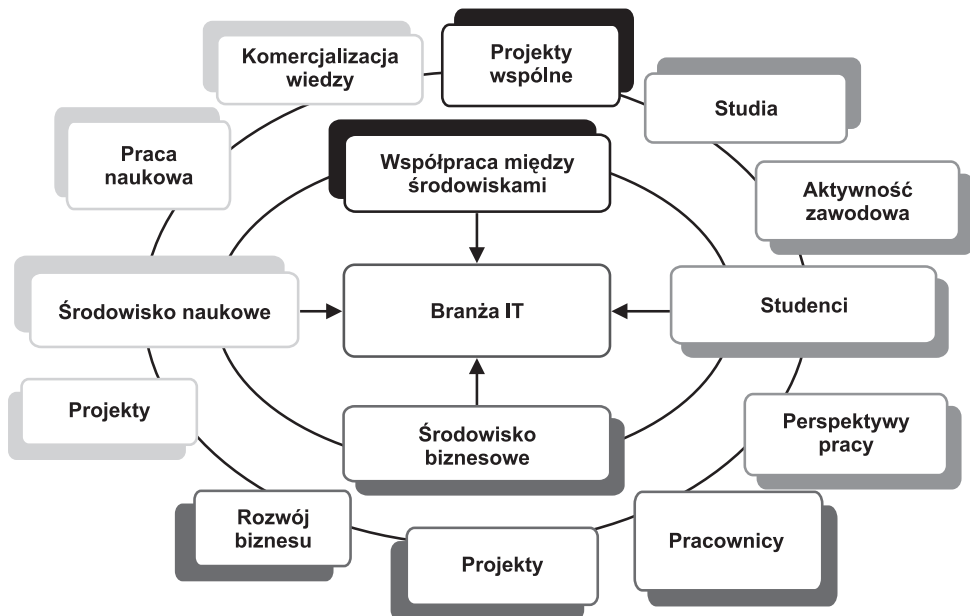 Komercjalizacja
wiedzy
Projekty
wspólne
Studia
Praca
naukowa
Współpraca między
środowiskami
Aktywność
zawodowa
Środowisko naukowe
Branża IT
Studenci
Projekty
Środowisko
biznesowe
Perspektywy
pracy
Rozwój
biznesu
Projekty
Pracownicy